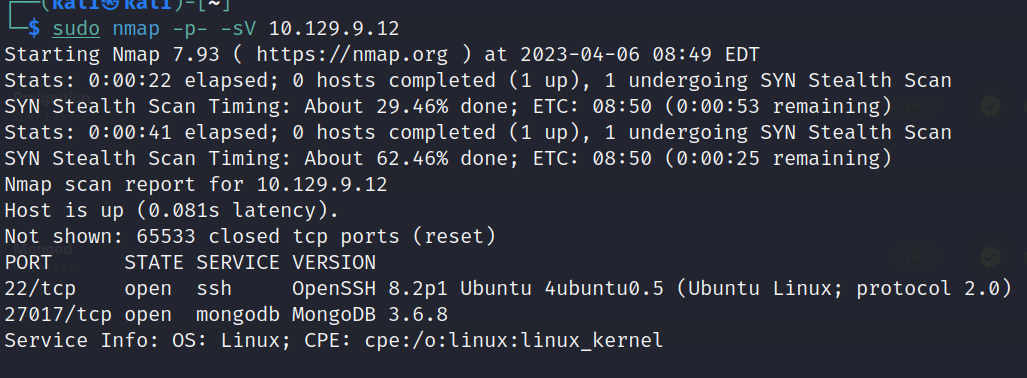 (kali㉿kali)-[~]
└─$ sudo nmap -p- -sV 10.129.9.12
Starting Nmap 7.93 ( https://nmap.org ) at 2023-04-06 08:49 EDT
Stats: 0:00:22 elapsed; 0 hosts completed (1 up), 1 undergoing SYN Stealth Scan
SYN Stealth Scan Timing: About 29.46% done; ETC: 08:50 (0:00:53 remaining)
Stats: 0:00:41 elapsed; 0 hosts completed (1 up), 1 undergoing SYN Stealth Scan
SYN Stealth Scan Timing: About 62.46% done; ETC: 08:50 (0:00:25 remaining)
Nmap scan report for 10.129.9.12
Host is up (0.081s latency).
Not shown: 65533 closed tcp ports (reset)
PORT      STATE SERVICE VERSION
22/tcp    open  ssh     OpenSSH 8.2p1 Ubuntu 4ubuntu0.5 (Ubuntu Linux; protocol 2.0)
27017/tcp open  mongodb MongoDB 3.6.8
Service Info: OS: Linux; CPE: cpe:/o:linux:linux_kernel